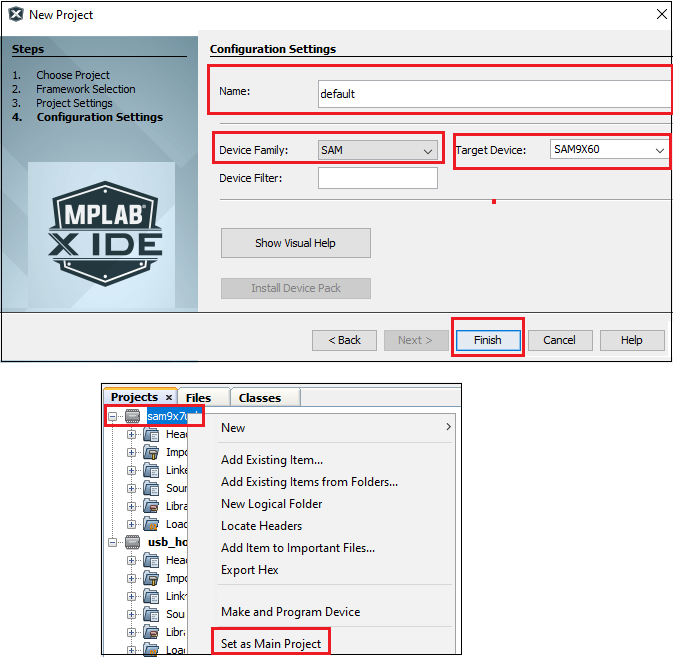 New Project
Steps
1. Choose Project
2. Framework Selection
3. Project Settings
4. Configuration Settings
MPLAB®
X IDE
Configuration Settings
Name: default
Device Family: SAM Target Device: SAM9X60
Device Filter:
Show Visual Help
Install Device Pack
< Back Next > Finish Cancel Help
Projects × Files Classes
New
Add Existing Item...
Add Existing Items from Folders...
New Logical Folder
Locate Headers
Add Item to Important Files...
Export Hex
Make and Program Device
Set as Main Project
sam9x7
Head
Impo
Linke
Sour
Libra
Load
usb_ho
Head
Impo
Link
Sou
Libra
Load